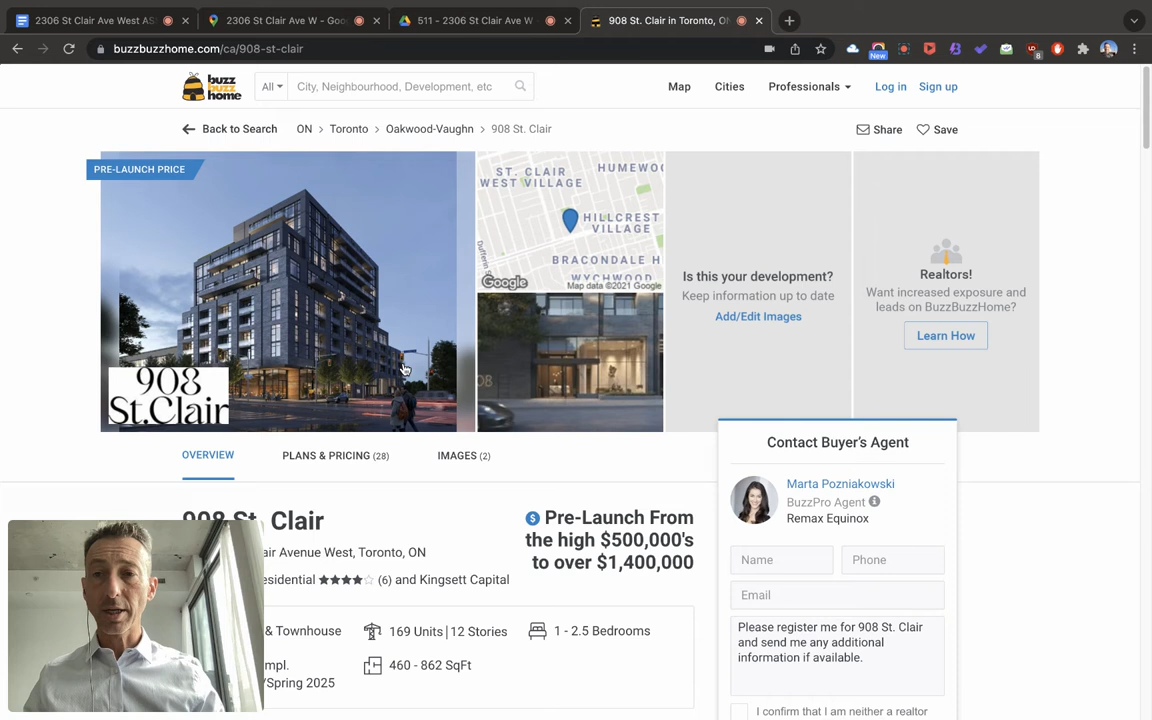 2306 St Clair Ave West AS
2306 St Clair Ave W - Goo
511 - 2306 St Clair Ave W -
908 St. Clair in Toronto, ON
buzzbuzzhome.com/ca/908-st-clair
New
8
buzz
buzz
home
All
City, Neighbourhood, Development, etc
Map
Cities
Professionals
Log in
Sign up
Back to Search
ON > Toronto > Oakwood-Vaughn > 908 St. Clair
Share
Save
PRE-LAUNCH PRICE
908
St.Clair
ST. CLAIR
WEST VILLAGE
HUMEWOO
HILLCREST
VILLAGE
BRACONDALE H
WYCHWOOD
Dufferin St
Google
Map data ©2021 Google
Is this your development?
Keep information up to date
Add/Edit Images
Realtors!
Want increased exposure and
leads on BuzzBuzzHome?
Learn How
OVERVIEW
PLANS & PRICING (28)
IMAGES (2)
908 St. Clair
air Avenue West, Toronto, ON
esidential ★★★★☆ (6) and Kingsett Capital
Pre-Launch From
the high $500,000's
to over $1,400,000
& Townhouse
169 Units | 12 Stories
1 - 2.5 Bedrooms
mpl.
/Spring 2025
460 - 862 SqFt
Contact Buyer's Agent
Marta Pozniakowski
BuzzPro Agent
Remax Equinox
Name
Phone
Email
Please register me for 908 St. Clair
and send me any additional
information if available.
I confirm that I am neither a realtor